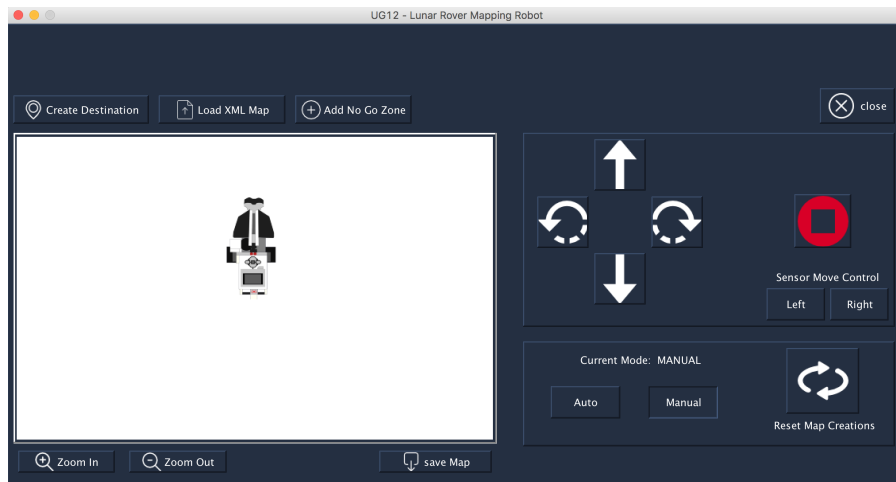 UG12 - Lunar Rover Mapping Robot
Create Destination
Load XML Map
Add No Go Zone
close
Sensor Move Control
Left
Right
Current Mode: MANUAL
Auto
Manual
Reset Map Creations
Zoom In
Zoom Out
save Map